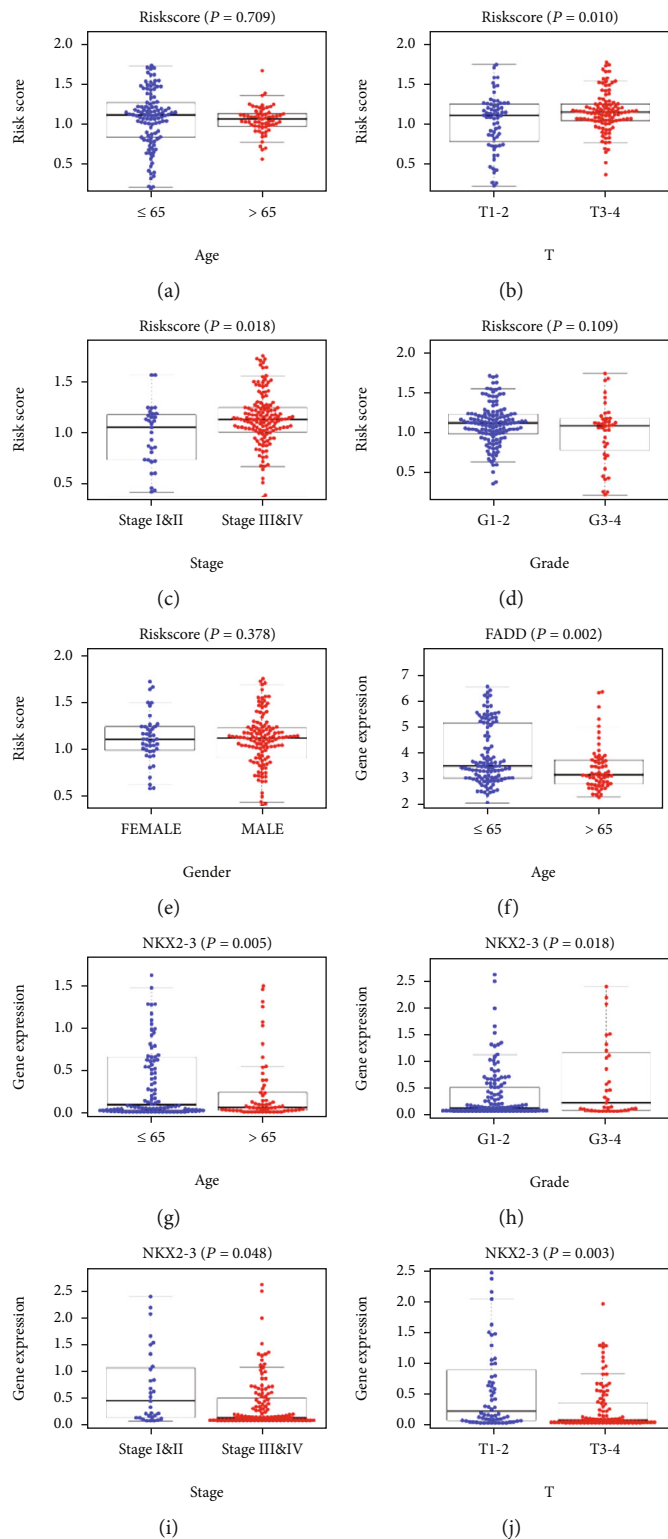 Riskscore (P = 0.709)
2.0
1.5
1.0
0.5
Risk score
≤ 65
> 65
Age
(a)
Riskscore (P = 0.010)
2.0
1.5
1.0
0.5
Risk score
T1-2
T3-4
T
(b)
Riskscore (P = 0.018)
1.5
1.0
0.5
Risk score
Stage I&II
Stage III&IV
Stage
(c)
Riskscore (P = 0.109)
2.0
1.5
1.0
0.5
Risk score
G1-2
G3-4
Grade
(d)
Riskscore (P = 0.378)
2.0
1.5
1.0
0.5
Risk score
FEMALE
MALE
Gender
(e)
FADD (P = 0.002)
7
6
5
4
3
2
Gene expression
≤ 65
> 65
Age
(f)
NKX2-3 (P = 0.005)
1.5
1.0
0.5
0.0
Gene expression
≤ 65
> 65
Age
(g)
NKX2-3 (P = 0.018)
2.5
2.0
1.5
1.0
0.5
0.0
Gene expression
G1-2
G3-4
Grade
(h)
NKX2-3 (P = 0.048)
2.5
2.0
1.5
1.0
0.5
0.0
Gene expression
Stage I&II
Stage III&IV
Stage
(i)
NKX2-3 (P = 0.003)
2.5
2.0
1.5
1.0
0.5
0.0
Gene expression
T1-2
T3-4
T
(j)